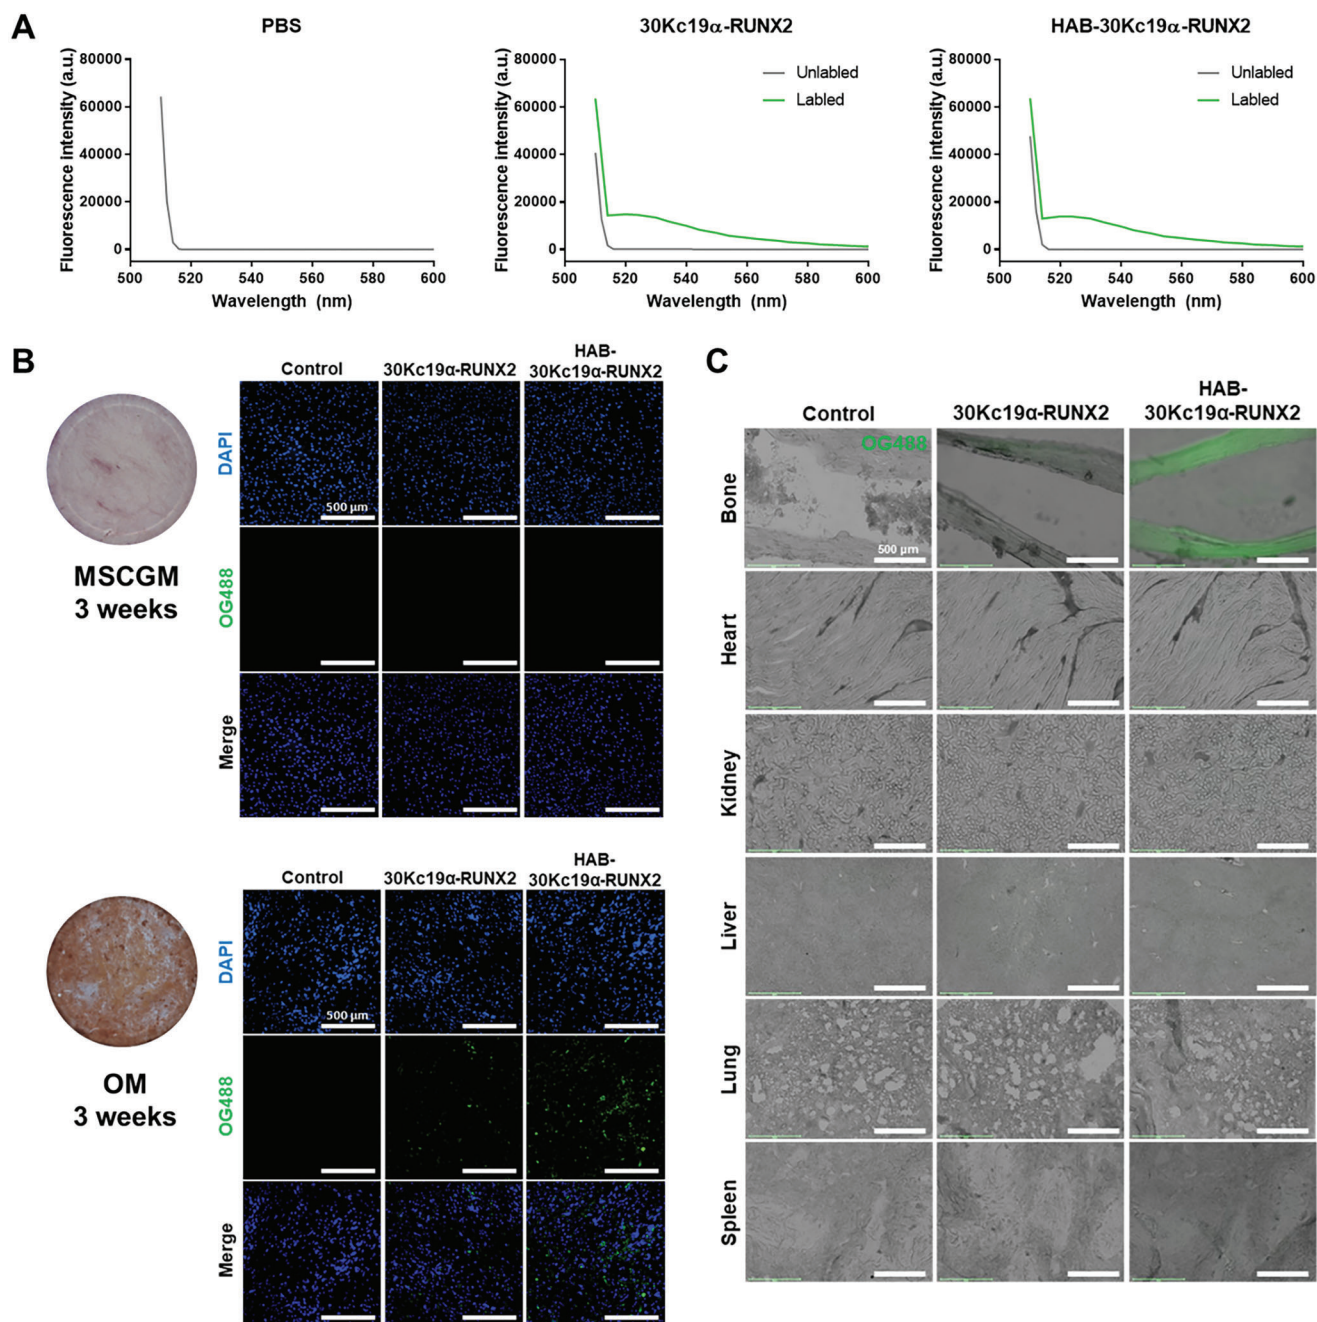 A
PBS
Fluorescence intensity (a.u.)
80000
60000
40000
20000
0
500
520
540
560
580
600
Wavelength (nm)
30Kc19α-RUNX2
Fluorescence intensity (a.u.)
80000
60000
40000
20000
0
Unlabled
Labled
500
520
540
560
580
600
Wavelength (nm)
HAB-30Kc19α-RUNX2
Fluorescence intensity (a.u.)
80000
60000
40000
20000
0
Unlabled
Labled
500
520
540
560
580
600
Wavelength (nm)
B
MSCGM
3 weeks
Control
30Kc19α-RUNX2
HAB-
30Kc19α-RUNX2
DAPI
500 μm
OG488
Merge
OM
3 weeks
Control
30Kc19α-RUNX2
HAB-
30Kc19α-RUNX2
DAPI
500 μm
OG488
Merge
C
Control
30Kc19α-RUNX2
HAB-
30Kc19α-RUNX2
Bone
OG488
500 μm
Heart
Kidney
Liver
Lung
Spleen